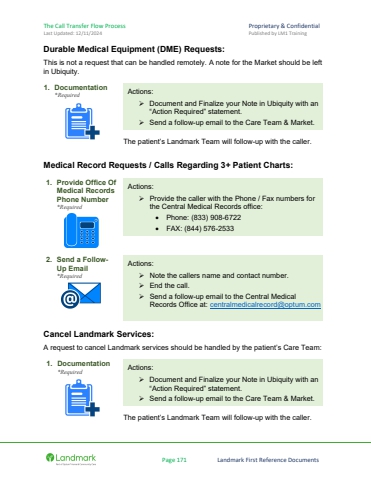 The Call Transfer Flow Process
Proprietary & Confidential
Last Updated: 12/11/2024
Published by LM1 Training
Durable Medical Equipment (DME) Requests:
This is not a request that can be handled remotely. A note for the Market should be left
in Ubiquity.
1. Documentation
*Required
Actions:
➢ Document and Finalize your Note in Ubiquity with an
“Action Required” statement.
➢ Send a follow-up email to the Care Team & Market.
The patient’s Landmark Team will follow-up with the caller.
Medical Record Requests / Calls Regarding 3+ Patient Charts:
1. Provide Office Of
Medical Records
Phone Number
*Required
Actions:
➢ Provide the caller with the Phone / Fax numbers for
the Central Medical Records office:
• Phone: (833) 908-6722
• FAX: (844) 576-2533
2. Send a Follow-
Up Email
*Required
Actions:
➢ Note the callers name and contact number.
➢ End the call.
➢ Send a follow-up email to the Central Medical
Records Office at: centralmedicalrecord@optum.com
Cancel Landmark Services:
A request to cancel Landmark services should be handled by the patient’s Care Team:
1. Documentation
*Required
Actions:
➢ Document and Finalize your Note in Ubiquity with an
“Action Required” statement.
➢ Send a follow-up email to the Care Team & Market.
The patient’s Landmark Team will follow-up with the caller.
Landmark
Page 171
Landmark First Reference Documents